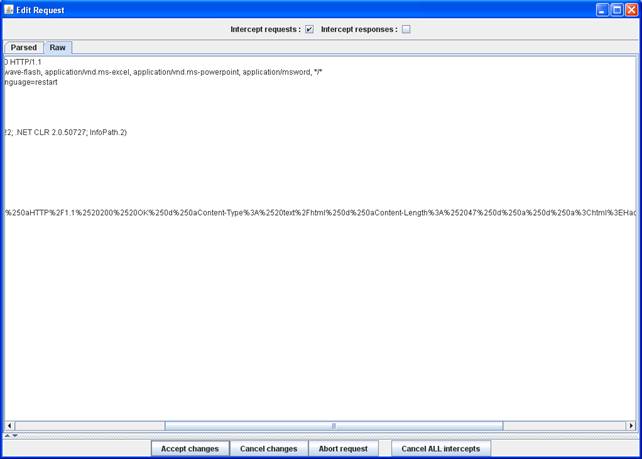 Edit Request
Intercept requests : Intercept responses :
Parsed Raw
0 HTTP/1.1
wave-flash, application/vnd.ms-excel, application/vnd.ms-powerpoint, application/msword, */*
nguage=restart
22; .NET CLR 2.0.50727; InfoPath.2)
%250aHTTP%2F1.1%2520200%2520OK%250d%250aContent-Type%3A%2520text%2Fhtml%250d%250aContent-Length%3A%252047%250d%250a%250d%250a%3Chtml%3EHac
Accept changes Cancel changes Abort request Cancel ALL intercepts